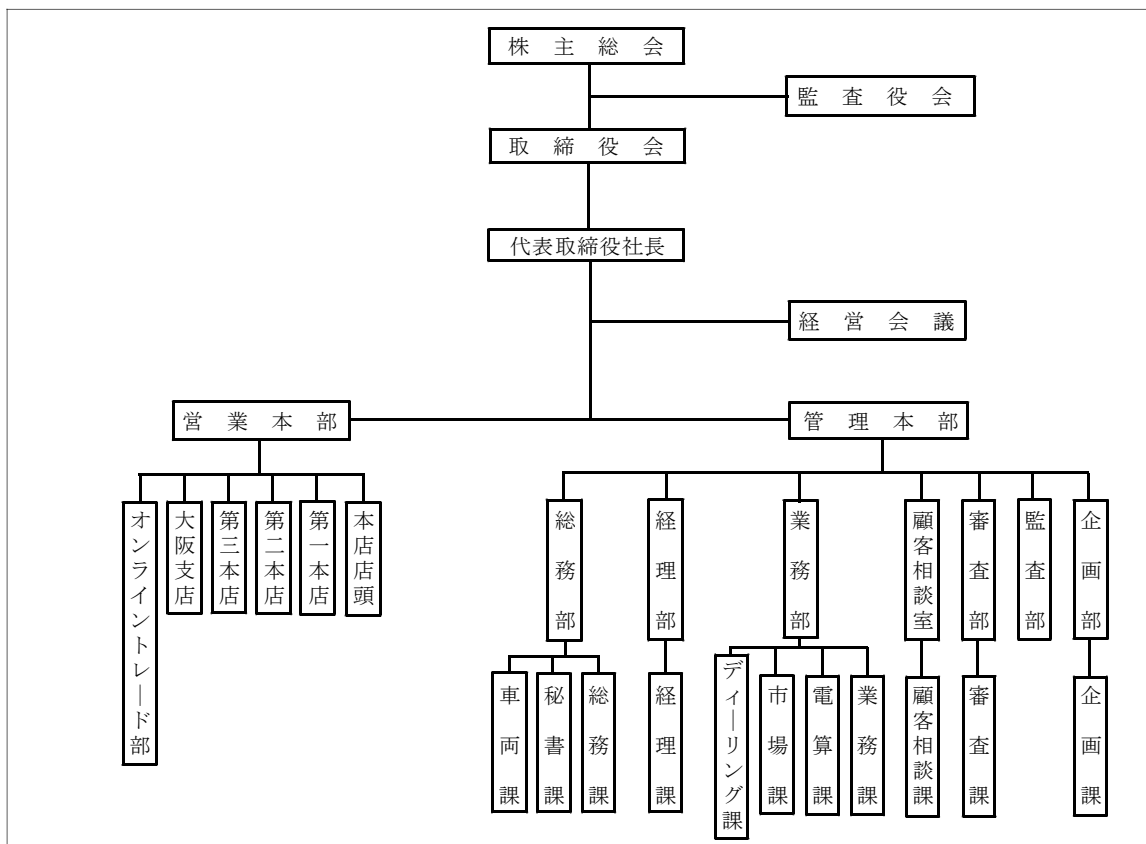 株主総会
監査役会
取締役会
代表取締役社長
経営会議
営業本部
管理本部
オンライントレード部
大阪支店
第三本店
第二本店
第一本店
本店店頭
総務部
経理部
業務部
顧客相談室
審査部
監査部
企画部
車両課
秘書課
総務課
経理課
ディーリング課
市場課
電算課
業務課
顧客相談課
審査課
企画課